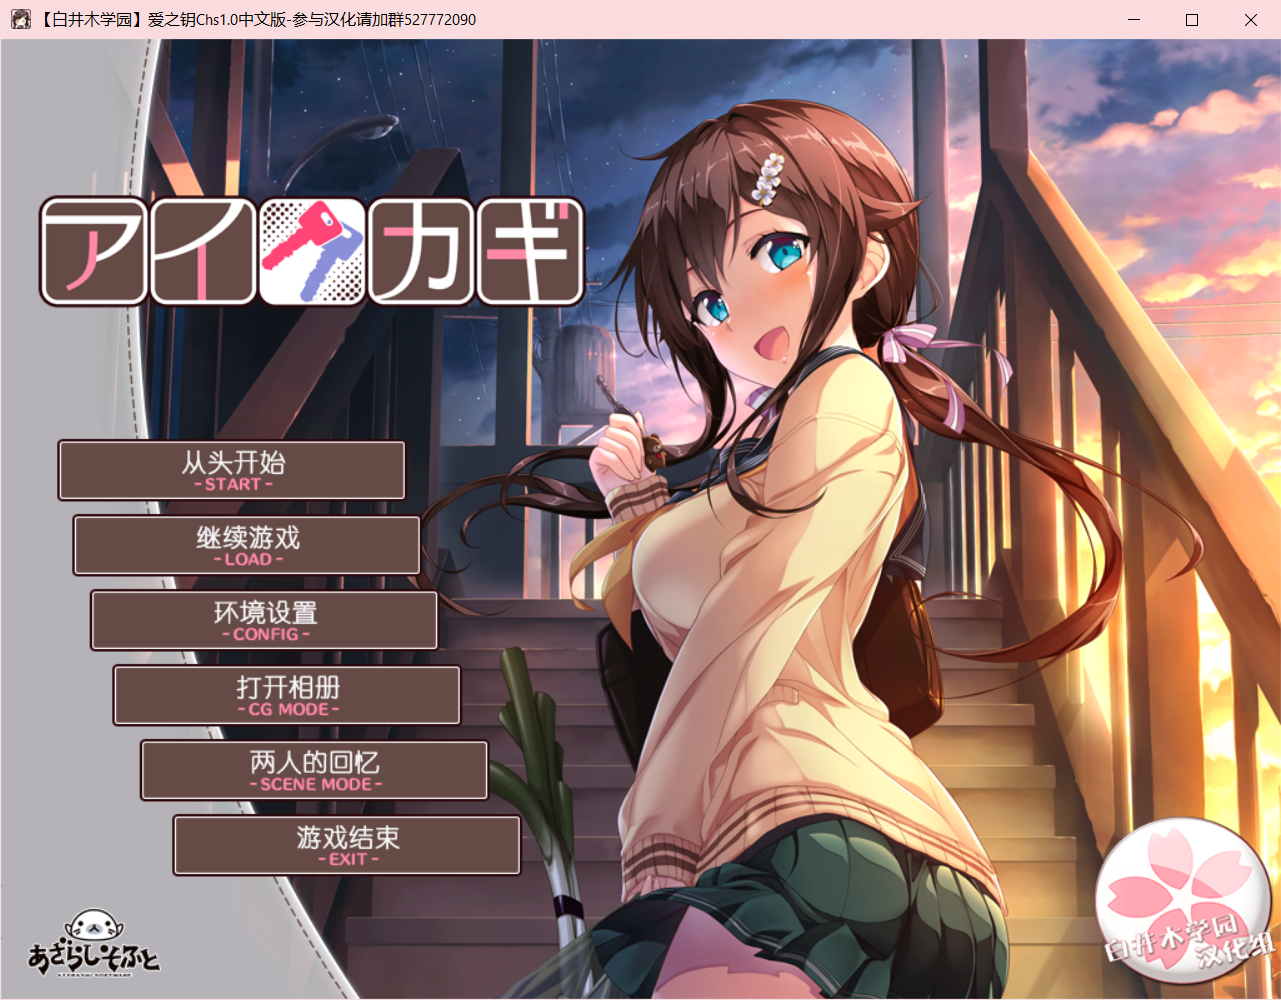 【白井木学园】爱之钥Chs1.0中文版-参与汉化请加群527772090
アイカギ
从头开始
-START-
继续游戏
-LOAD-
环境设置
-CONFIG-
打开相册
-CG MODE-
两人的回忆
-SCENE MODE-
游戏结束
-EXIT-
あざらしそふと
AZARASHI SOFTWARE
白井木学园
汉化组